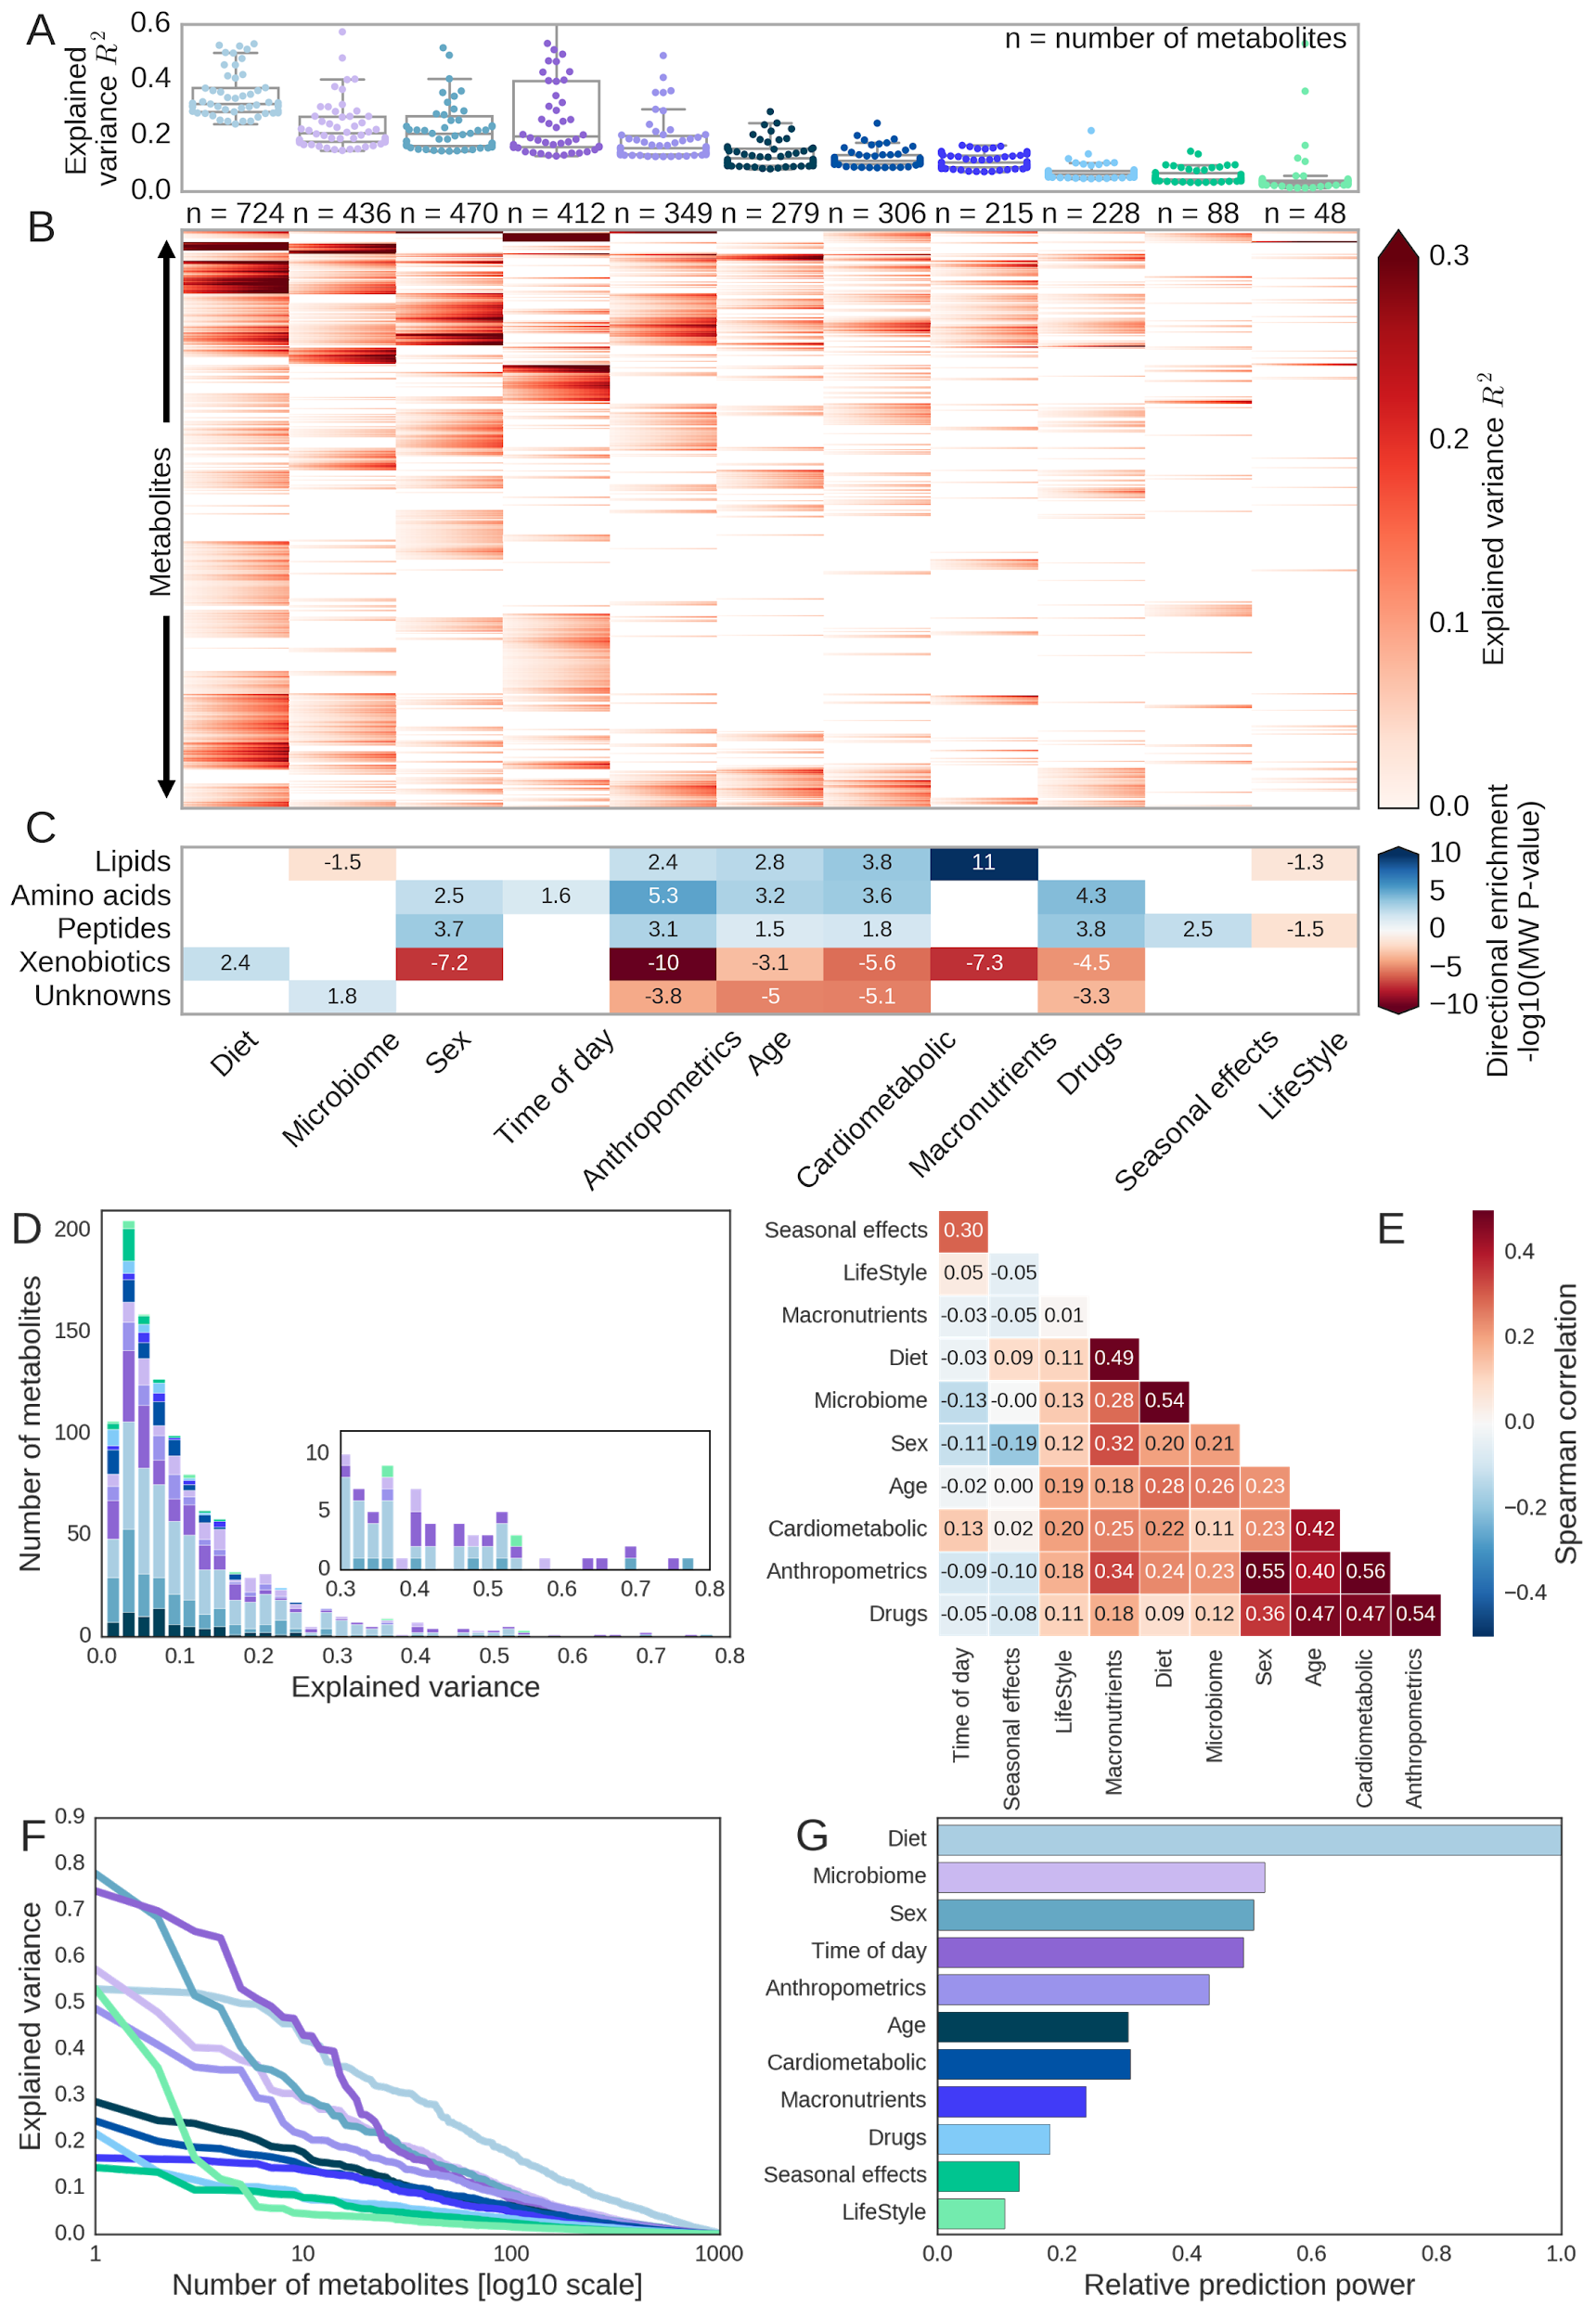 A
Explained
variance R²
0.6
0.4
0.2
0.0
n = number of metabolites
n = 724 n = 436 n = 470 n = 412 n = 349 n = 279 n = 306 n = 215 n = 228 n = 88 n = 48
B
Metabolites
0.3
0.2
0.1
0.0
Explained variance R²
C
Lipids -1.5 2.4 2.8 3.8 11 -1.3
Amino acids 2.5 1.6 5.3 3.2 3.6 4.3
Peptides 3.7 3.1 1.5 1.8 3.8 2.5 -1.5
Xenobiotics 2.4 -7.2 -10 -3.1 -5.6 -7.3 -4.5
Unknowns 1.8 -3.8 -5 -5.1 -3.3
10
5
0
−5
−10
Directional enrichment
-log10(MW P-value)
Diet
Microbiome
Sex
Time of day
Anthropometrics
Age
Cardiometabolic
Macronutrients
Drugs
Seasonal effects
LifeStyle
D
Number of metabolites
200
150
100
50
0
0.0 0.1 0.2 0.3 0.4 0.5 0.6 0.7 0.8
Explained variance
10
5
0
0.3 0.4 0.5 0.6 0.7 0.8
E
Seasonal effects 0.30
LifeStyle 0.05 -0.05
Macronutrients -0.03 -0.05 0.01
Diet -0.03 0.09 0.11 0.49
Microbiome -0.13 -0.00 0.13 0.28 0.54
Sex -0.11 -0.19 0.12 0.32 0.20 0.21
Age -0.02 0.00 0.19 0.18 0.28 0.26 0.23
Cardiometabolic 0.13 0.02 0.20 0.25 0.22 0.11 0.23 0.42
Anthropometrics -0.09 -0.10 0.18 0.34 0.24 0.23 0.55 0.40 0.56
Drugs -0.05 -0.08 0.11 0.18 0.09 0.12 0.36 0.47 0.47 0.54
Time of day
Seasonal effects
LifeStyle
Macronutrients
Diet
Microbiome
Sex
Age
Cardiometabolic
Anthropometrics
0.4
0.2
0.0
−0.2
−0.4
Spearman correlation
F
Explained variance
0.9
0.8
0.7
0.6
0.5
0.4
0.3
0.2
0.1
0.0
1 10 100 1000
Number of metabolites [log10 scale]
G
Diet
Microbiome
Sex
Time of day
Anthropometrics
Age
Cardiometabolic
Macronutrients
Drugs
Seasonal effects
LifeStyle
0.0 0.2 0.4 0.6 0.8 1.0
Relative prediction power